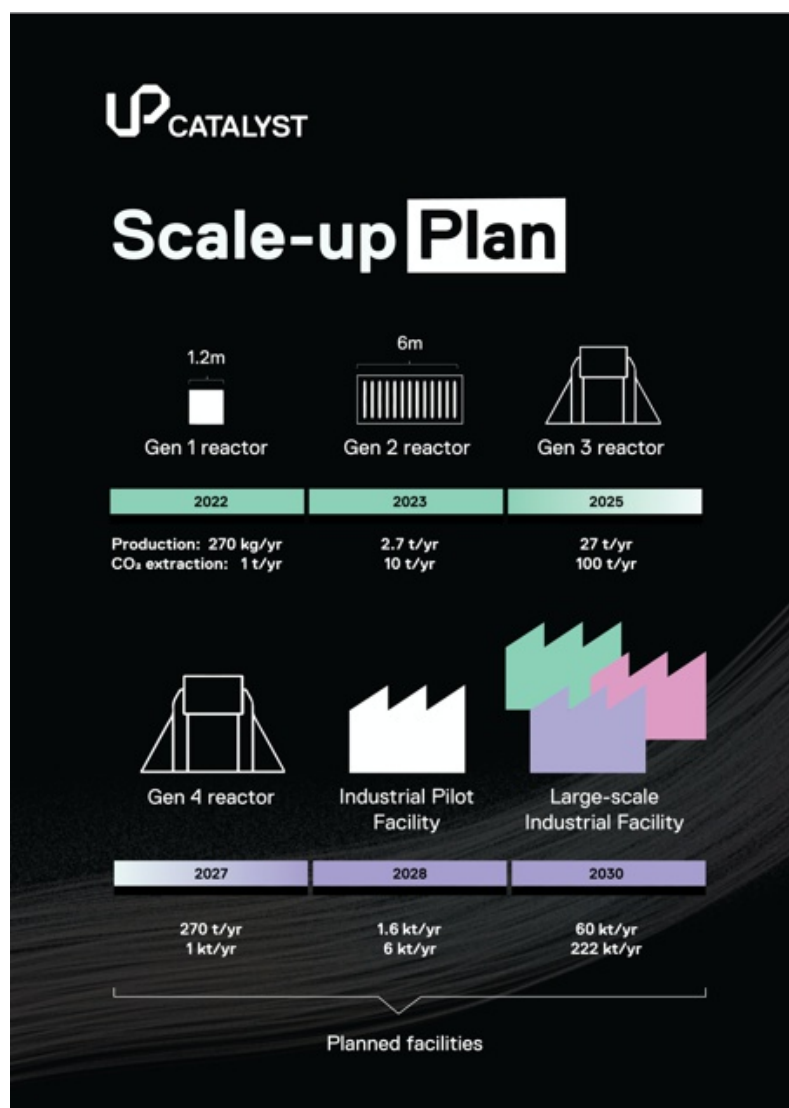 UP CATALYST
Scale-up Plan
1.2m
6m
Gen 1 reactor
Gen 2 reactor
Gen 3 reactor
2022
2023
2025
Production: 270 kg/yr
CO₂ extraction: 1 t/yr
2.7 t/yr
10 t/yr
27 t/yr
100 t/yr
Gen 4 reactor
Industrial Pilot
Facility
Large-scale
Industrial Facility
2027
2028
2030
270 t/yr
1 kt/yr
1.6 kt/yr
6 kt/yr
60 kt/yr
222 kt/yr
Planned facilities